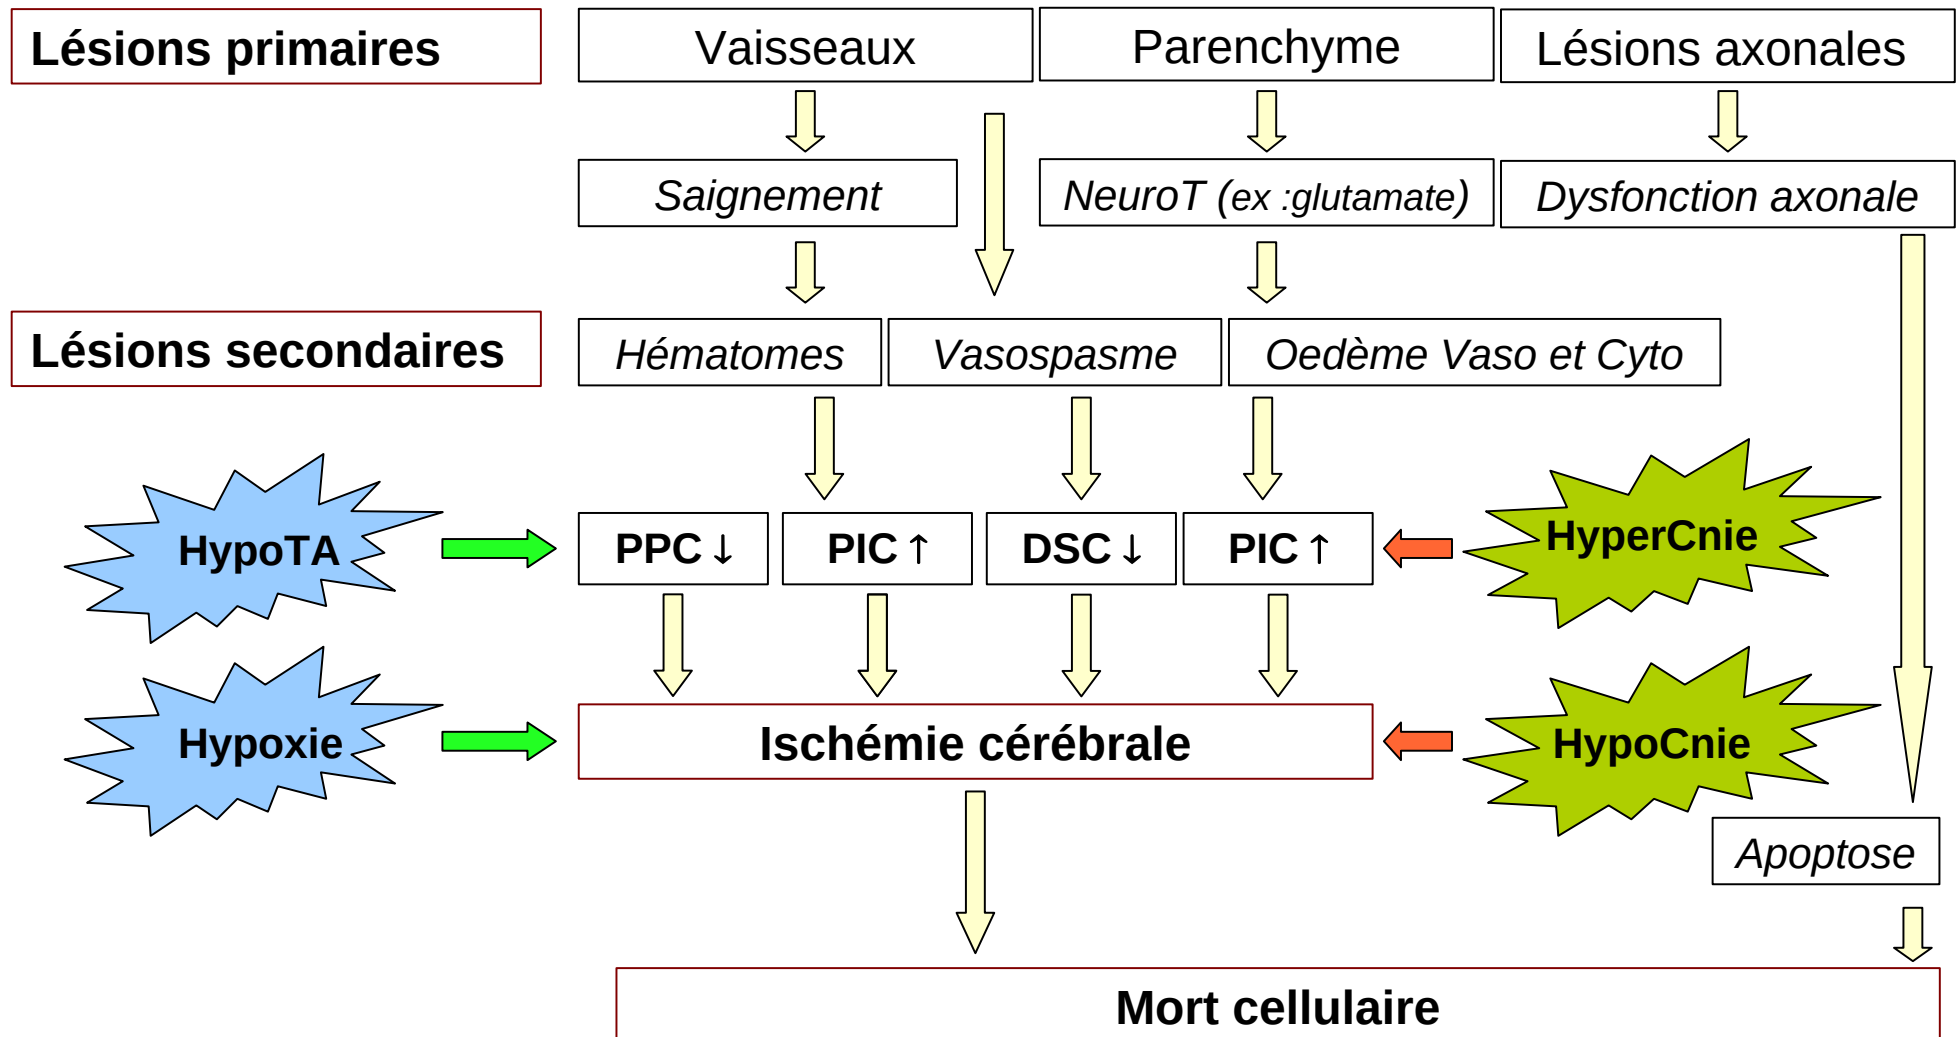 Lésions primaires
Vaisseaux
Parenchyme
Lésions axonales
Saignement
NeuroT (ex :glutamate)
Dysfonction axonale
Lésions secondaires
Hématomes
Vasospasme
Oedème Vaso et Cyto
HypoTA
PPC ↓
PIC ↑
DSC ↓
PIC ↑
HyperCnie
Hypoxie
Ischémie cérébrale
HypoCnie
Apoptose
Mort cellulaire